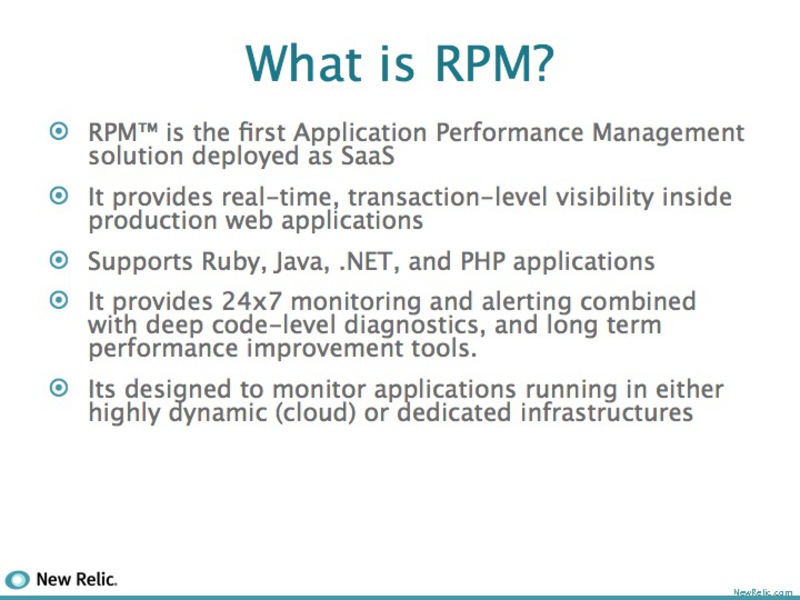 What is RPM?
RPM™ is the first Application Performance Management
solution deployed as SaaS
It provides real-time, transaction-level visibility inside
production web applications
Supports Ruby, Java, .NET, and PHP applications
It provides 24x7 monitoring and alerting combined
with deep code-level diagnostics, and long term
performance improvement tools.
Its designed to monitor applications running in either
highly dynamic (cloud) or dedicated infrastructures
New Relic.
NewRelic.com